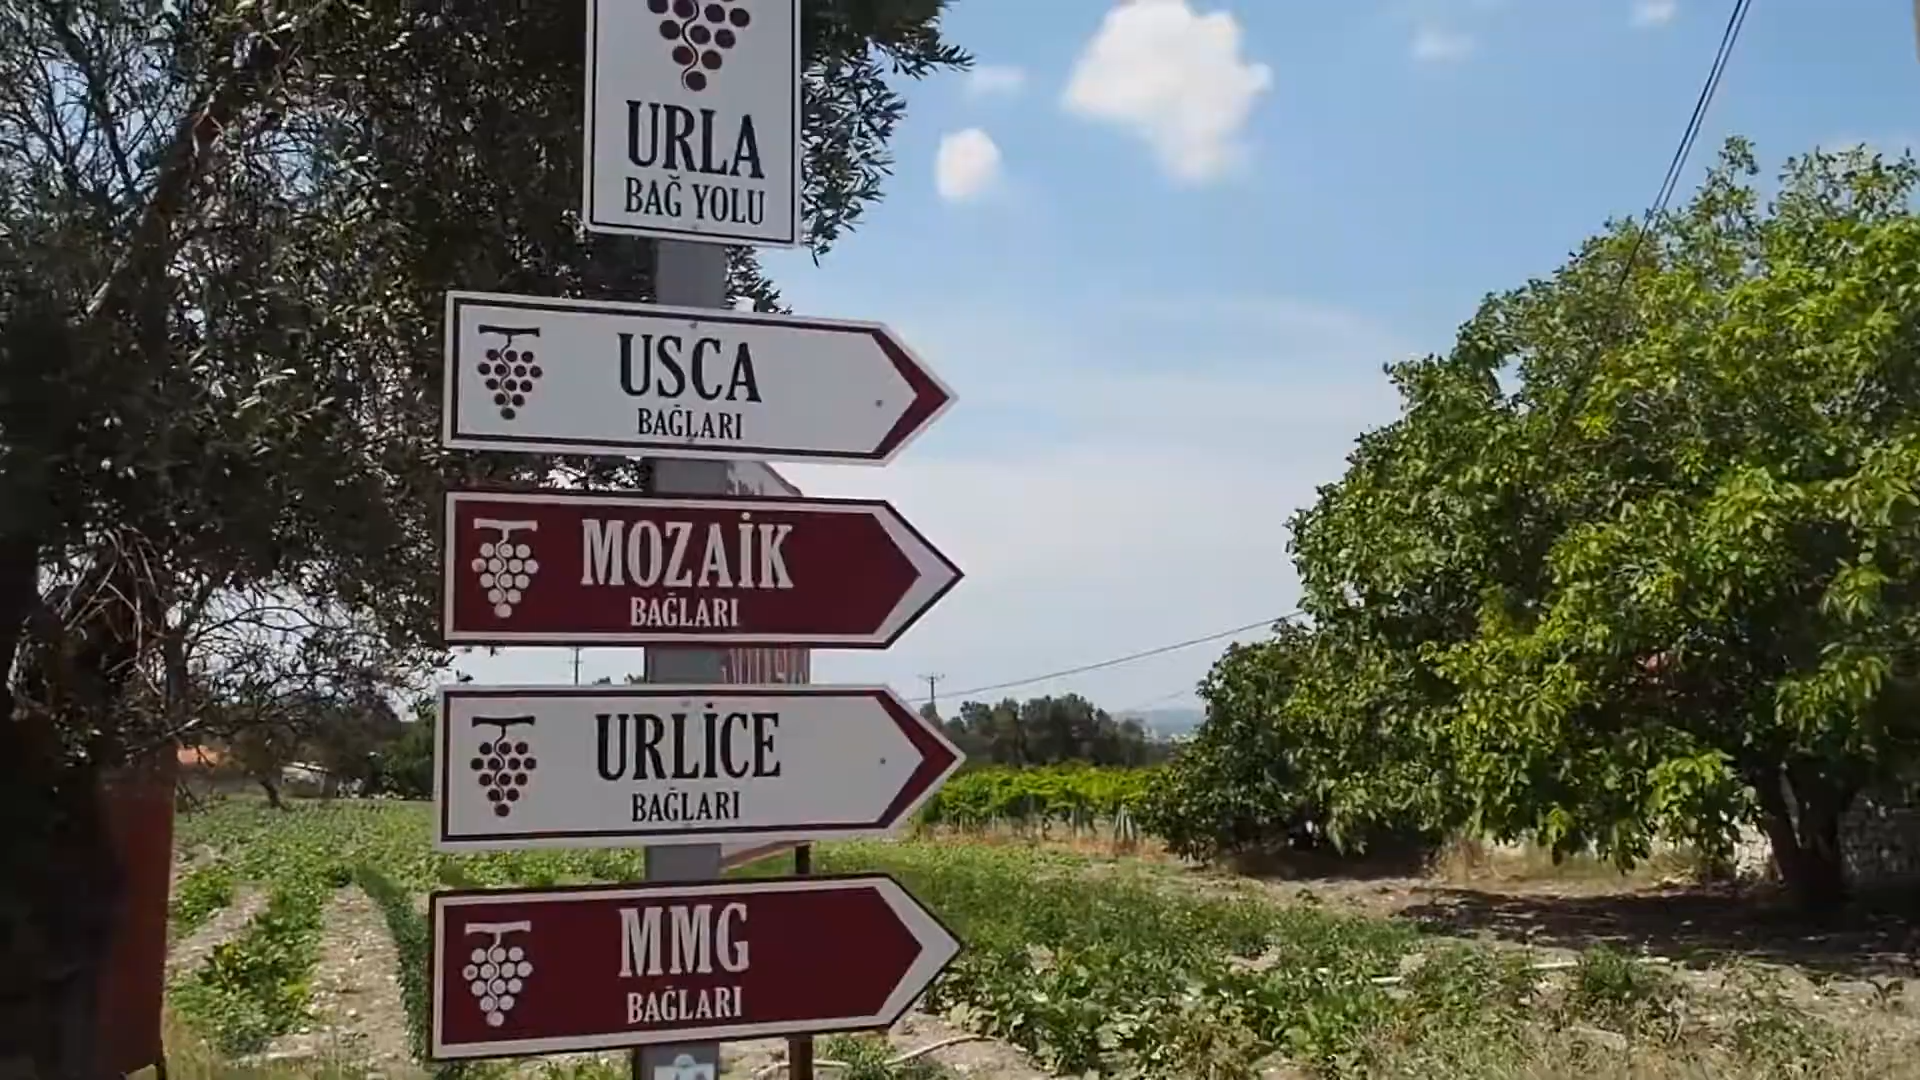 URLA
BAĞ YOLU
USCA
BAĞLARI
MOZAİK
BAĞLARI
URLİCE
BAĞLARI
MMG
BAĞLARI